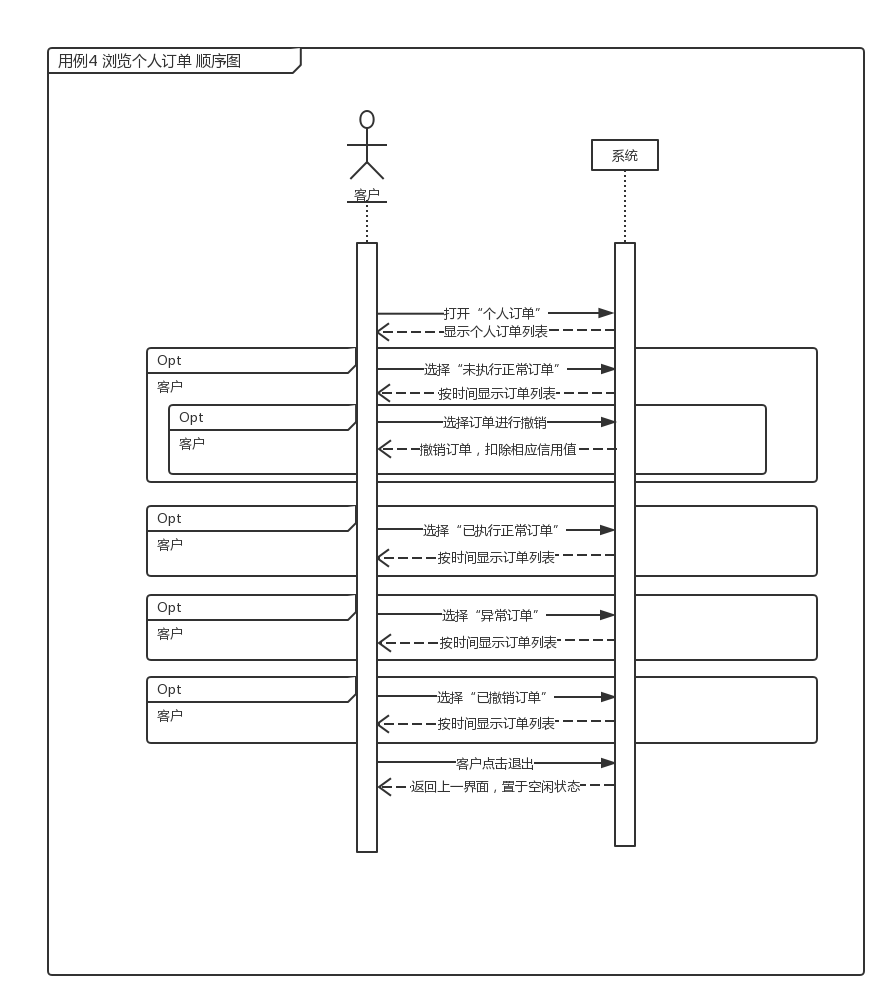 用例4 浏览个人订单 顺序图
客户
系统
打开“个人订单”
显示个人订单列表
Opt
客户
选择“未执行正常订单”
按时间显示订单列表
Opt
客户
选择订单进行撤销
撤销订单，扣除相应信用值
Opt
客户
选择“已执行正常订单”
按时间显示订单列表
Opt
客户
选择“异常订单”
按时间显示订单列表
Opt
客户
选择“已撤销订单”
按时间显示订单列表
客户点击退出
返回上一界面，置于空闲状态